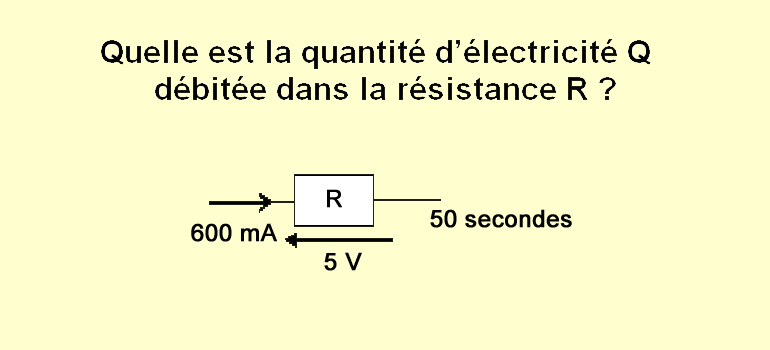 Quelle est la quantité d’électricité Q
débitée dans la résistance R ?
R
600 mA
50 secondes
5 V